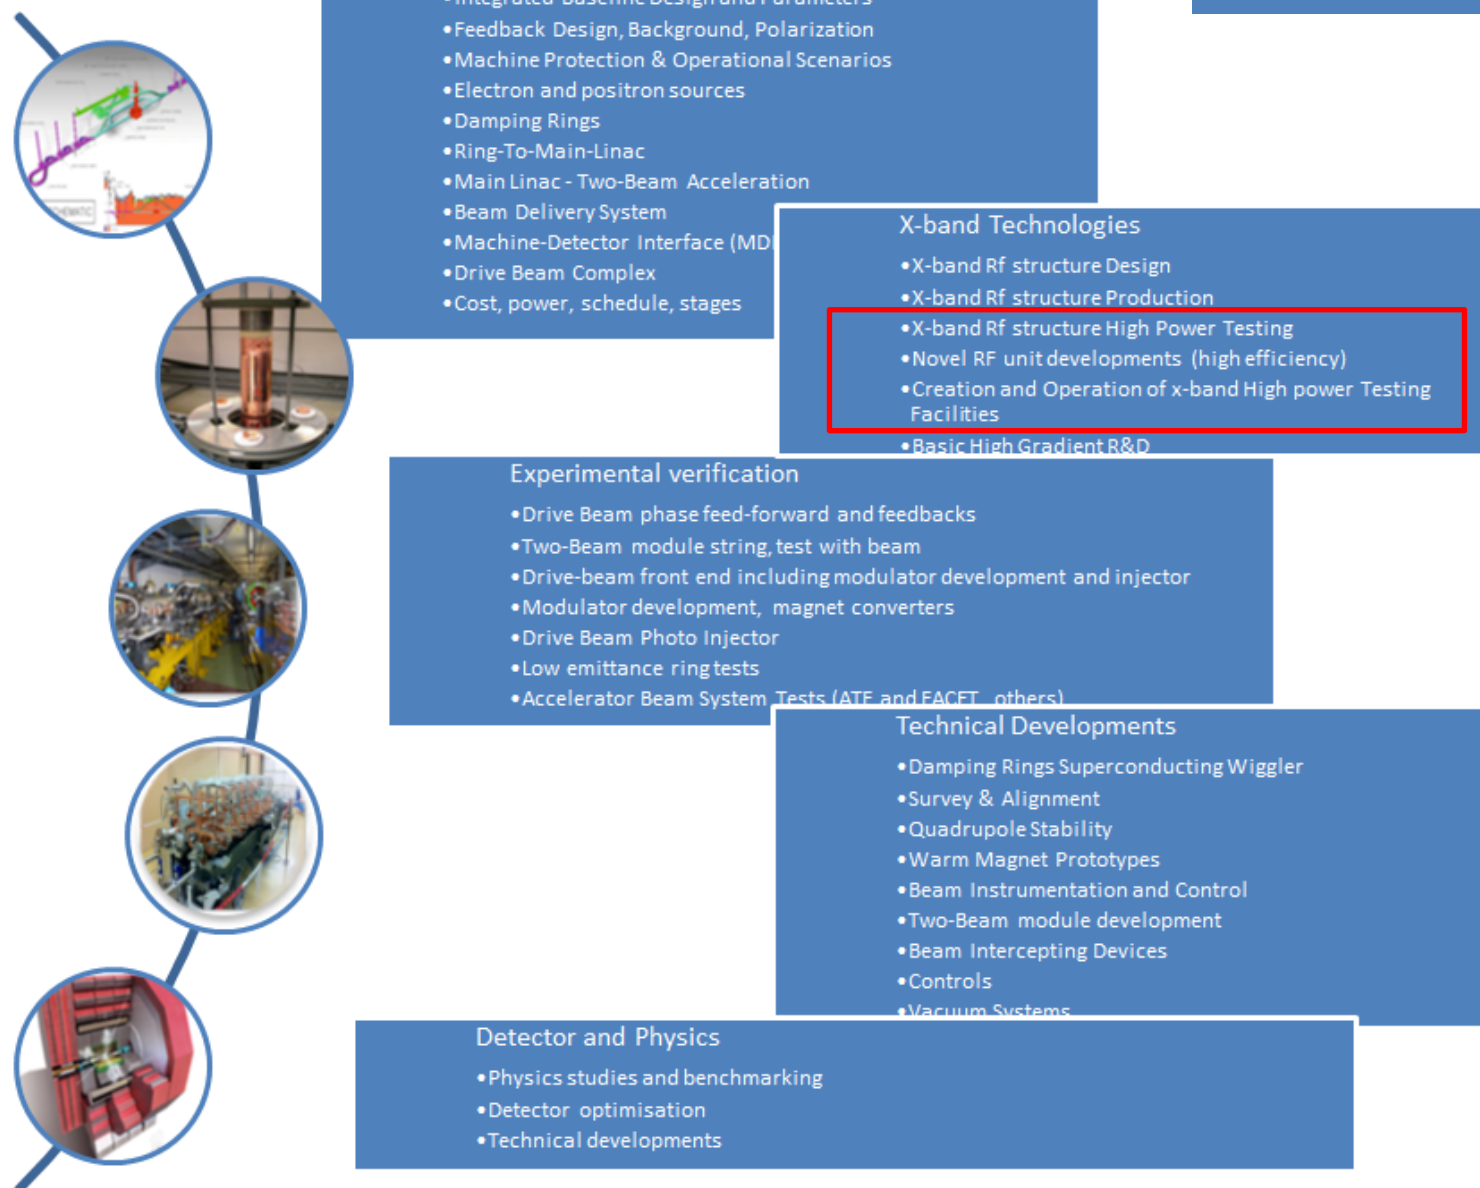 •Integrated Baseline Design and Parameters
•Feedback Design, Background, Polarization
•Machine Protection & Operational Scenarios
•Electron and positron sources
•Damping Rings
•Ring-To-Main-Linac
•Main Linac - Two-Beam Acceleration
•Beam Delivery System
•Machine-Detector Interface (MD
•Drive Beam Complex
•Cost, power, schedule, stages
X-band Technologies
•X-band Rf structure Design
•X-band Rf structure Production
•X-band Rf structure High Power Testing
•Novel RF unit developments (high efficiency)
•Creation and Operation of x-band High power Testing
Facilities
•Basic High Gradient R&D
Experimental verification
•Drive Beam phase feed-forward and feedbacks
•Two-Beam module string, test with beam
•Drive-beam front end including modulator development and injector
•Modulator development, magnet converters
•Drive Beam Photo Injector
•Low emittance ring tests
•Accelerator Beam System Tests (ATF and FACET, others)
Technical Developments
•Damping Rings Superconducting Wiggler
•Survey & Alignment
•Quadrupole Stability
•Warm Magnet Prototypes
•Beam Instrumentation and Control
•Two-Beam module development
•Beam Intercepting Devices
•Controls
•Vacuum Systems
Detector and Physics
•Physics studies and benchmarking
•Detector optimisation
•Technical developments